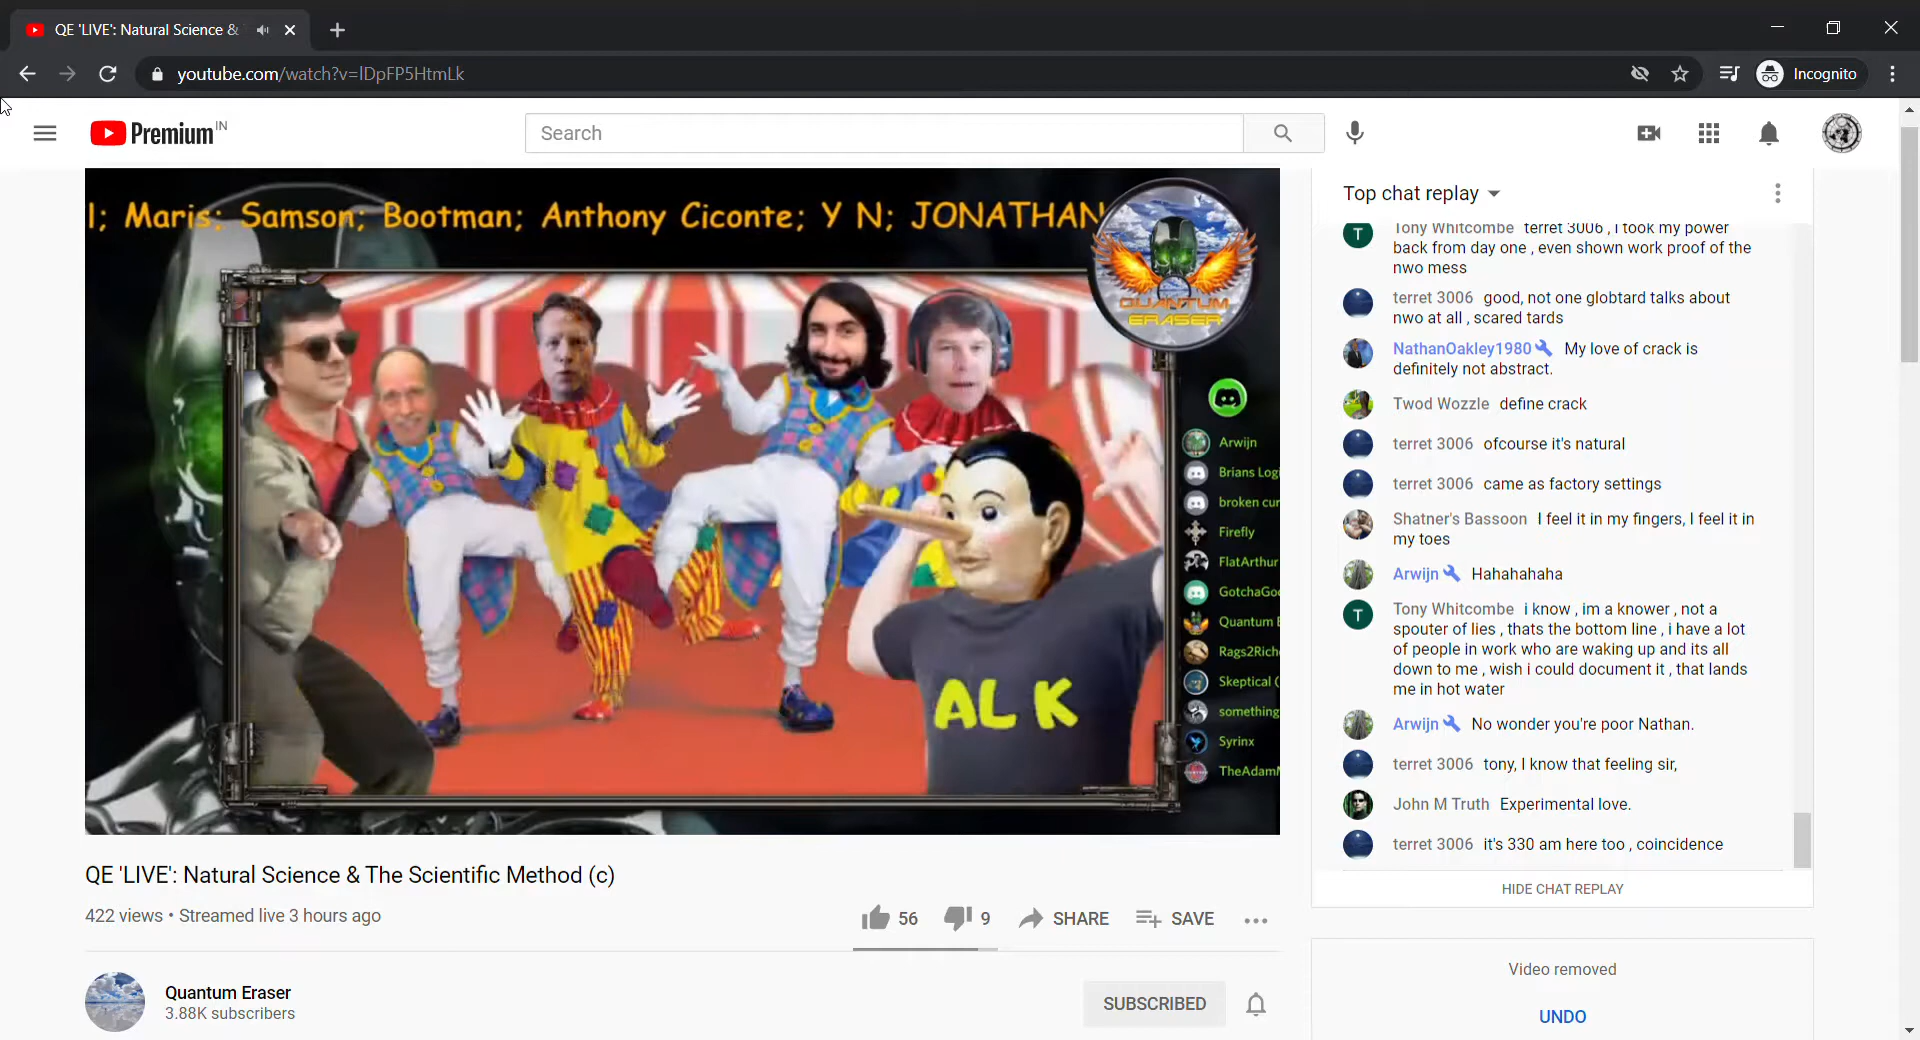 QE 'LIVE': Natural Science &
youtube.com/watch?v=IDpFP5HtmLk
Incognito
Premium IN
Search
I; Maris; Samson; Bootman; Anthony Ciconte; Y N; JONATHAN
QUANTUM
ERASER
Arwijn
Brians Logi
broken cur
Firefly
FlatArthur
GotchaGo
Quantum E
Rags2Rich
Skeptical (
something
Syrinx
TheAdamM
AL K
Top chat replay
T
Tony Whitcombe terret 3006 , I took my power
back from day one , even shown work proof of the
nwo mess
terret 3006 good, not one globtard talks about
nwo at all , scared tards
NathanOakley1980 My love of crack is
definitely not abstract.
Twod Wozzle define crack
terret 3006 ofcourse it's natural
terret 3006 came as factory settings
Shatner's Bassoon I feel it in my fingers, I feel it in
my toes
Arwijn Hahahahaha
T
Tony Whitcombe i know , im a knower , not a
spouter of lies , thats the bottom line , i have a lot
of people in work who are waking up and its all
down to me , wish i could document it , that lands
me in hot water
Arwijn No wonder you're poor Nathan.
terret 3006 tony, I know that feeling sir,
John M Truth Experimental love.
terret 3006 it's 330 am here too , coincidence
HIDE CHAT REPLAY
QE 'LIVE': Natural Science & The Scientific Method (c)
422 views • Streamed live 3 hours ago
56
9
SHARE
SAVE
Quantum Eraser
3.88K subscribers
SUBSCRIBED
Video removed
UNDO